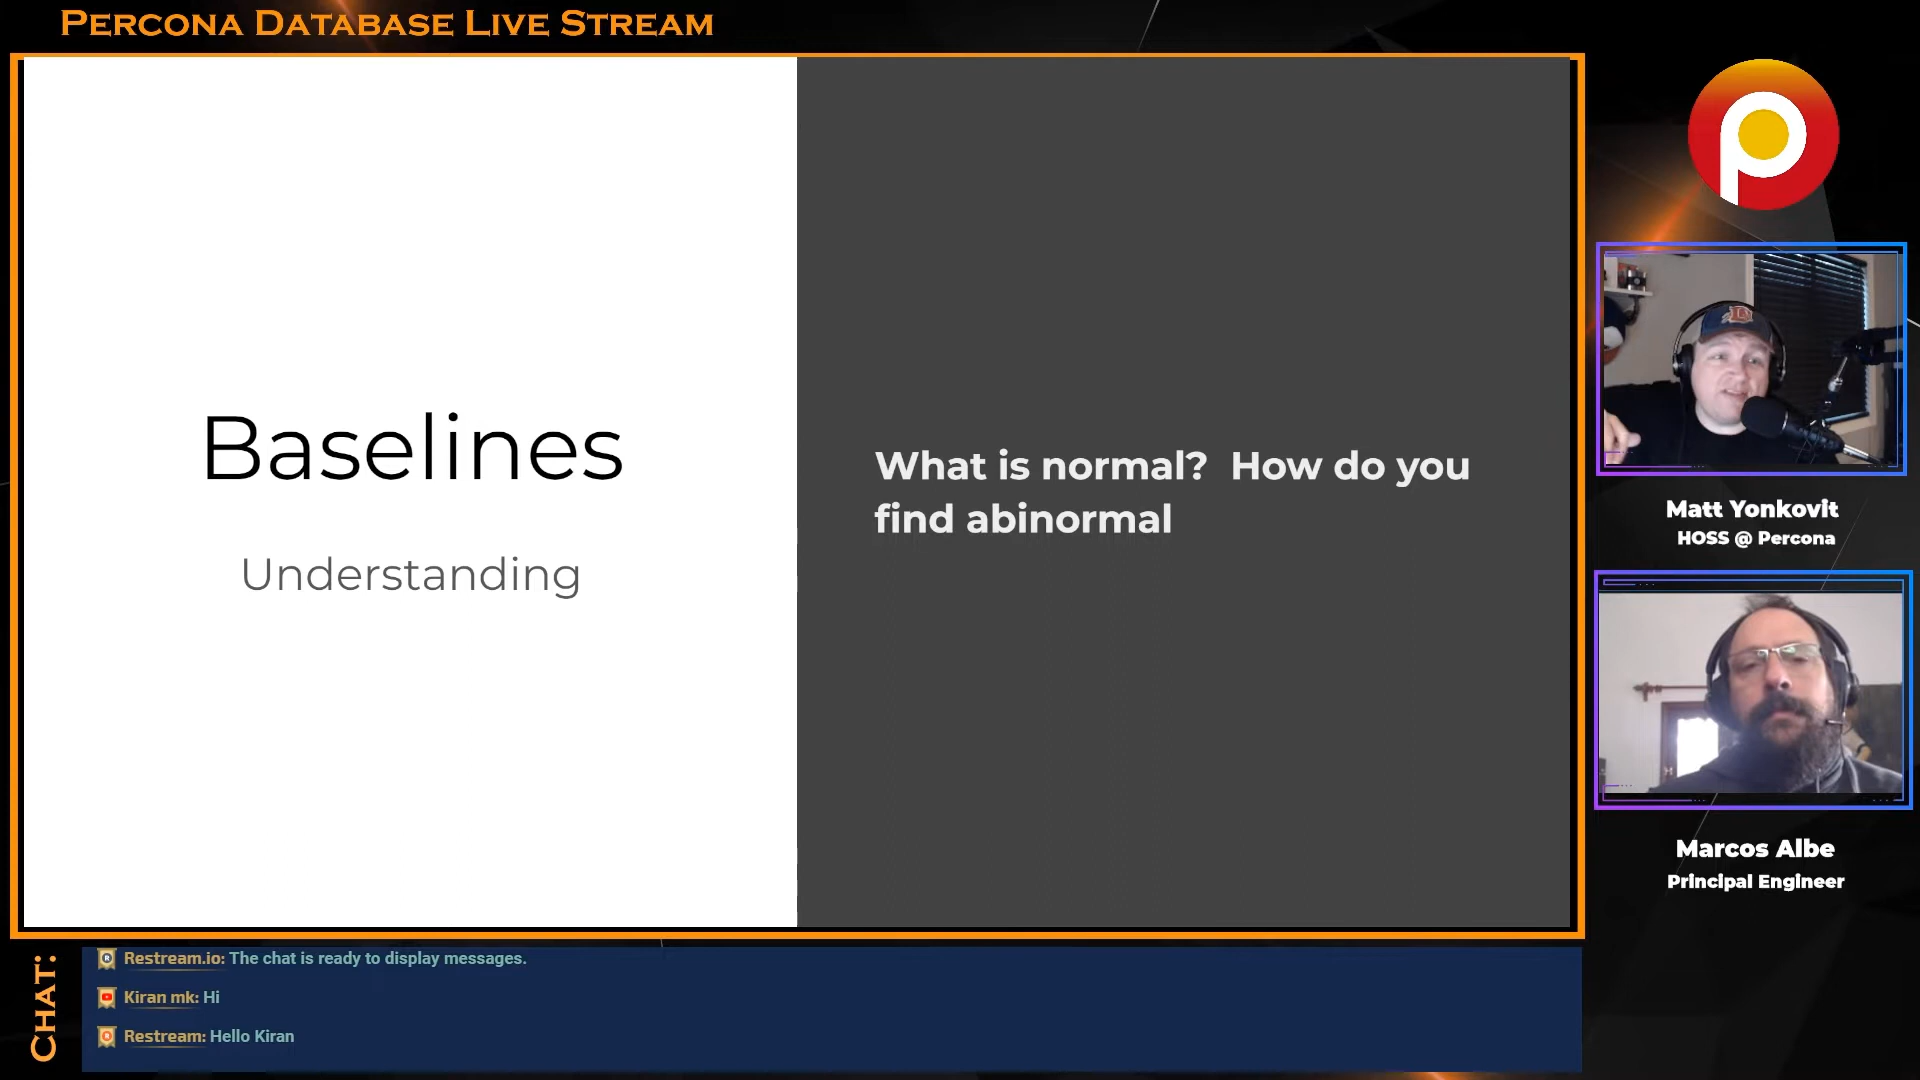 PERCONA DATABASE LIVE STREAM
Baselines
Understanding
What is normal?  How do you
find abinormal
Matt Yonkovit
HOSS @ Percona
Marcos Albe
Principal Engineer
CHAT:
Restream.io: The chat is ready to display messages.
Kiran mk: Hi
Restream: Hello Kiran